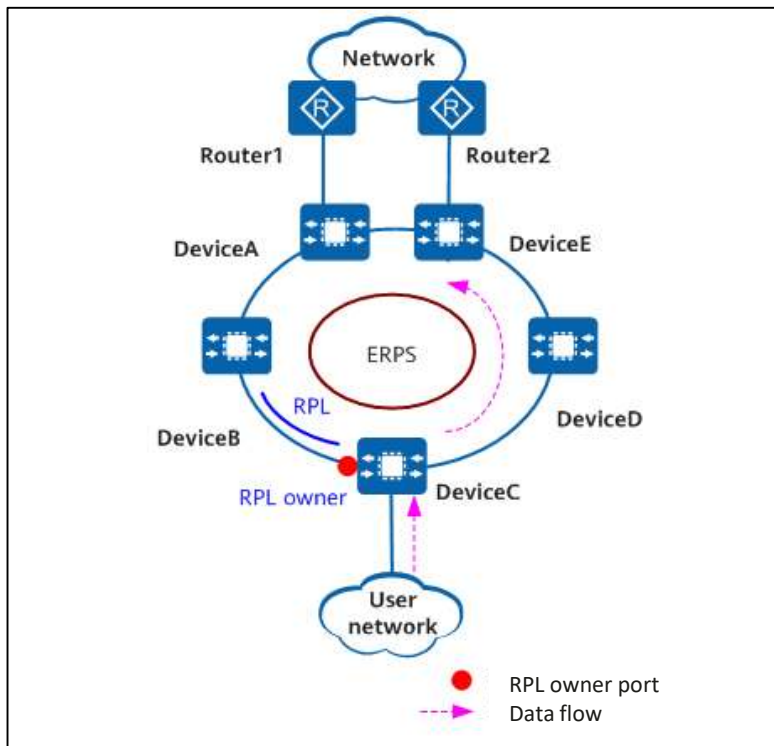 Network
R
R
Router1
Router2
DeviceA
DeviceE
ERPS
RPL
DeviceB
DeviceD
RPL owner
DeviceC
User
network
RPL owner port
Data flow